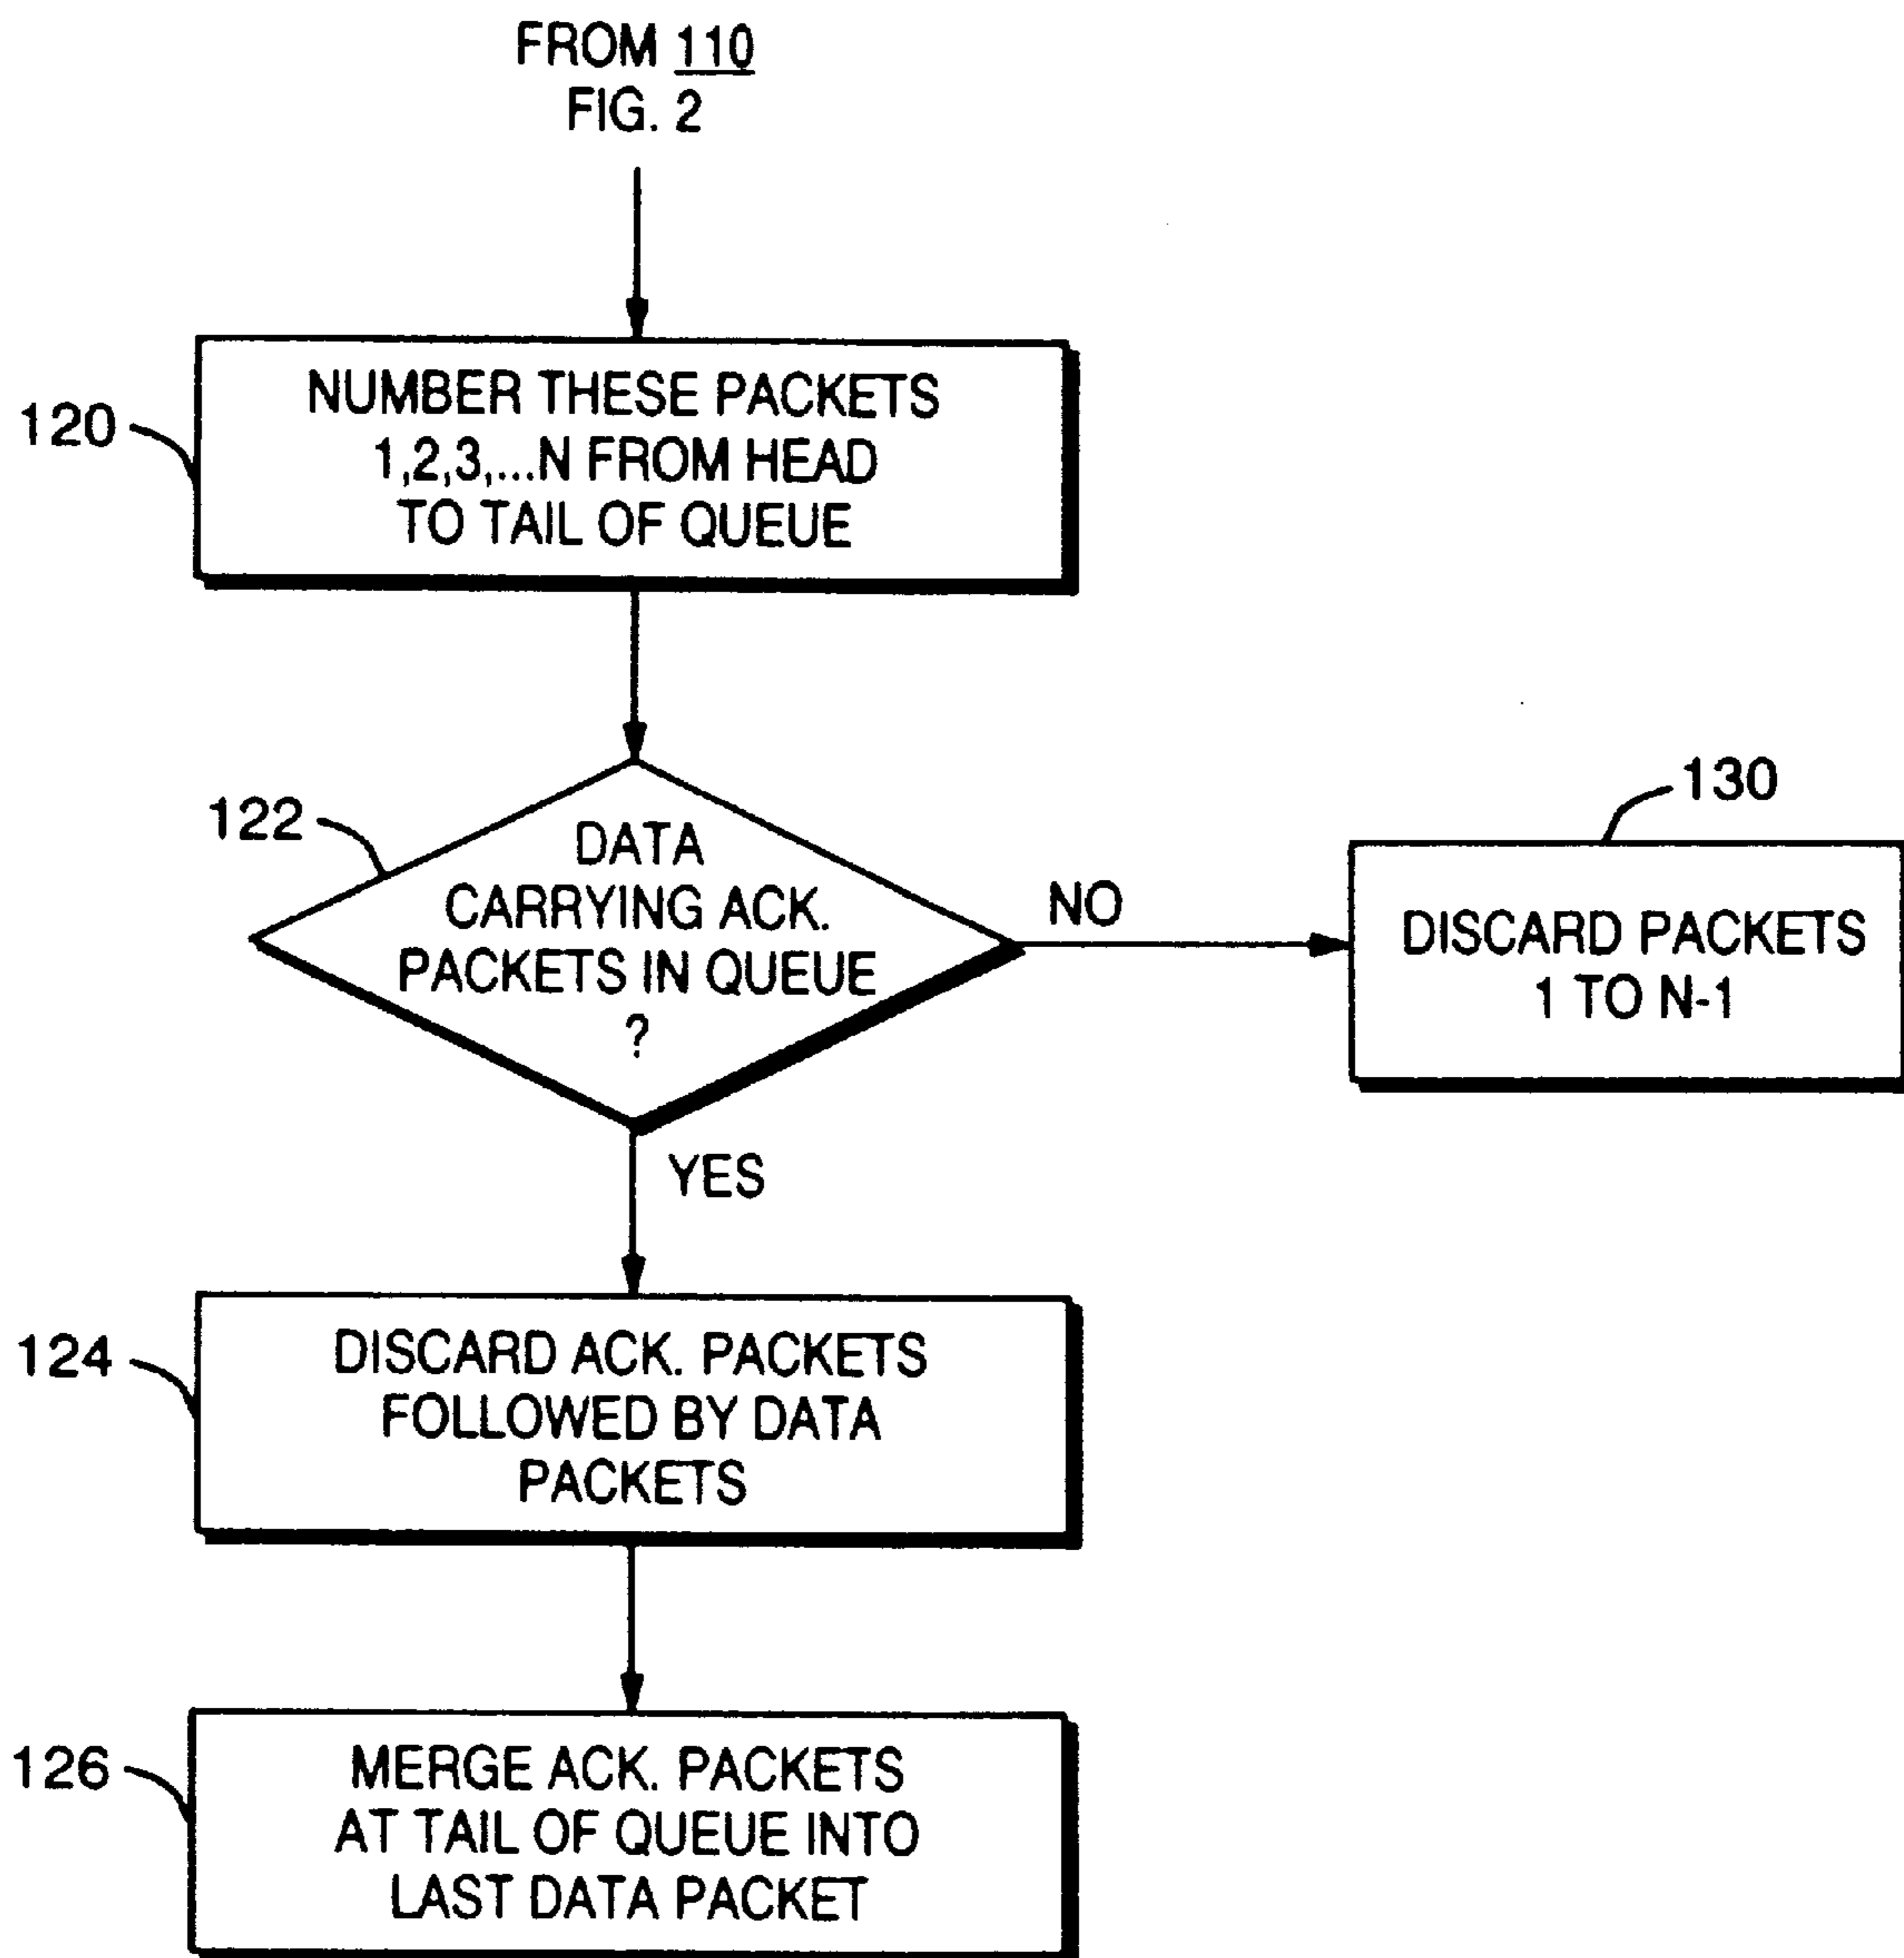 FROM 110
FIG. 2
120
NUMBER THESE PACKETS
1,2,3,...N FROM HEAD
TO TAIL OF QUEUE
122
DATA
CARRYING ACK.
PACKETS IN QUEUE
?
NO
130
DISCARD PACKETS
1 TO N-1
YES
124
DISCARD ACK. PACKETS
FOLLOWED BY DATA
PACKETS
126
MERGE ACK. PACKETS
AT TAIL OF QUEUE INTO
LAST DATA PACKET